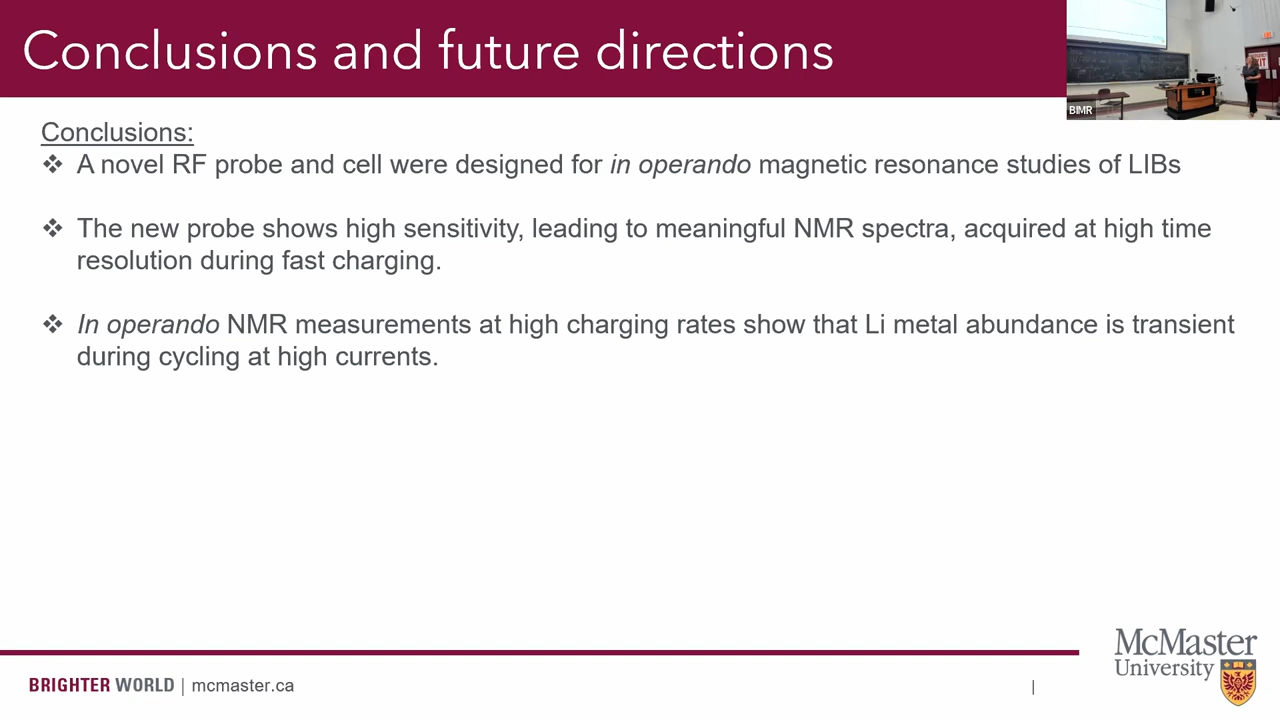 Conclusions and future directions
BIMR
Conclusions:
❖ A novel RF probe and cell were designed for in operando magnetic resonance studies of LIBs
❖ The new probe shows high sensitivity, leading to meaningful NMR spectra, acquired at high time
resolution during fast charging.
❖ In operando NMR measurements at high charging rates show that Li metal abundance is transient
during cycling at high currents.
BRIGHTER WORLD | mcmaster.ca
|
McMaster
University